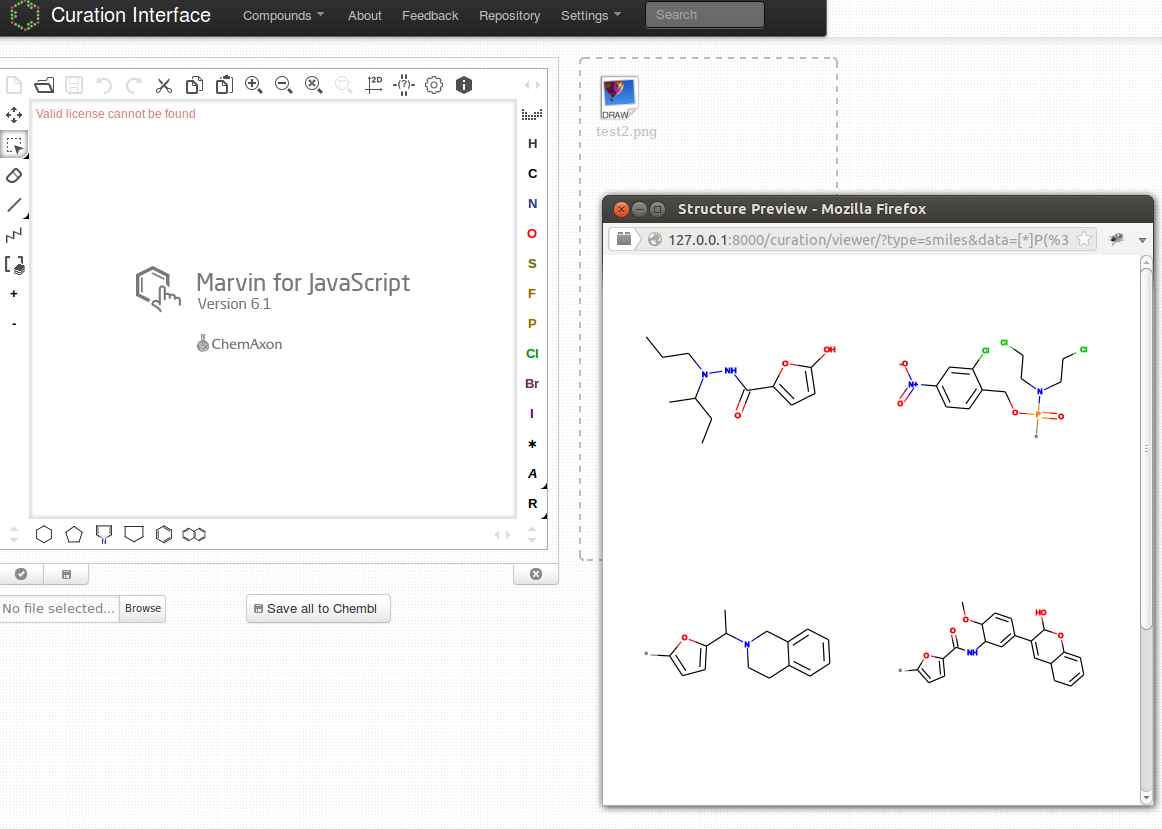 Curation Interface Compounds About Feedback Repository Settings Search
1 2D (?) i
Valid license cannot be found
H
C
N
O
S
F
P
Cl
Br
I
*
A
R
+
-
Marvin for JavaScript
Version 6.1
ChemAxon
N
No file selected... Browse
Save all to Chembl
DRAW
test2.png
Structure Preview - Mozilla Firefox
127.0.0.1:8000/curation/viewer/?type=smiles&data=[*]P(%3
N NH O O OH
-O N+ O Cl Cl Cl N O P O
O N
O O NH O HO O